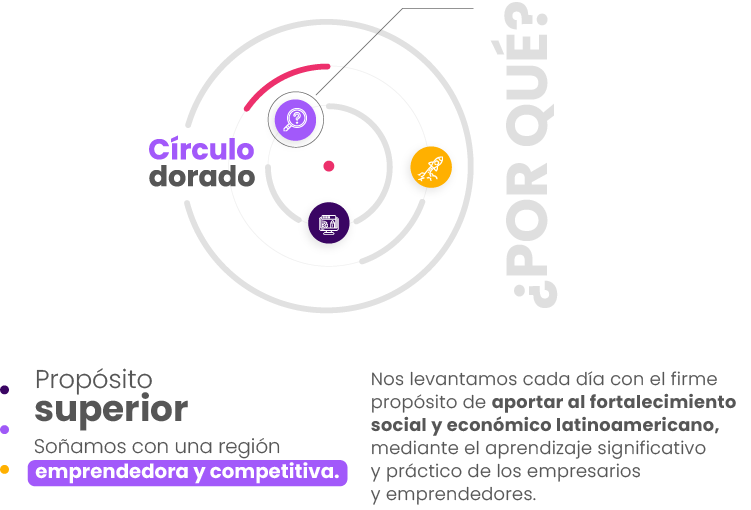 Círculo
dorado
¿POR QUÉ?
Propósito
superior
Soñamos con una región
emprendedora y competitiva.
Nos levantamos cada día con el firme
propósito de aportar al fortalecimiento
social y económico latinoamericano,
mediante el aprendizaje significativo
y práctico de los empresarios
y emprendedores.